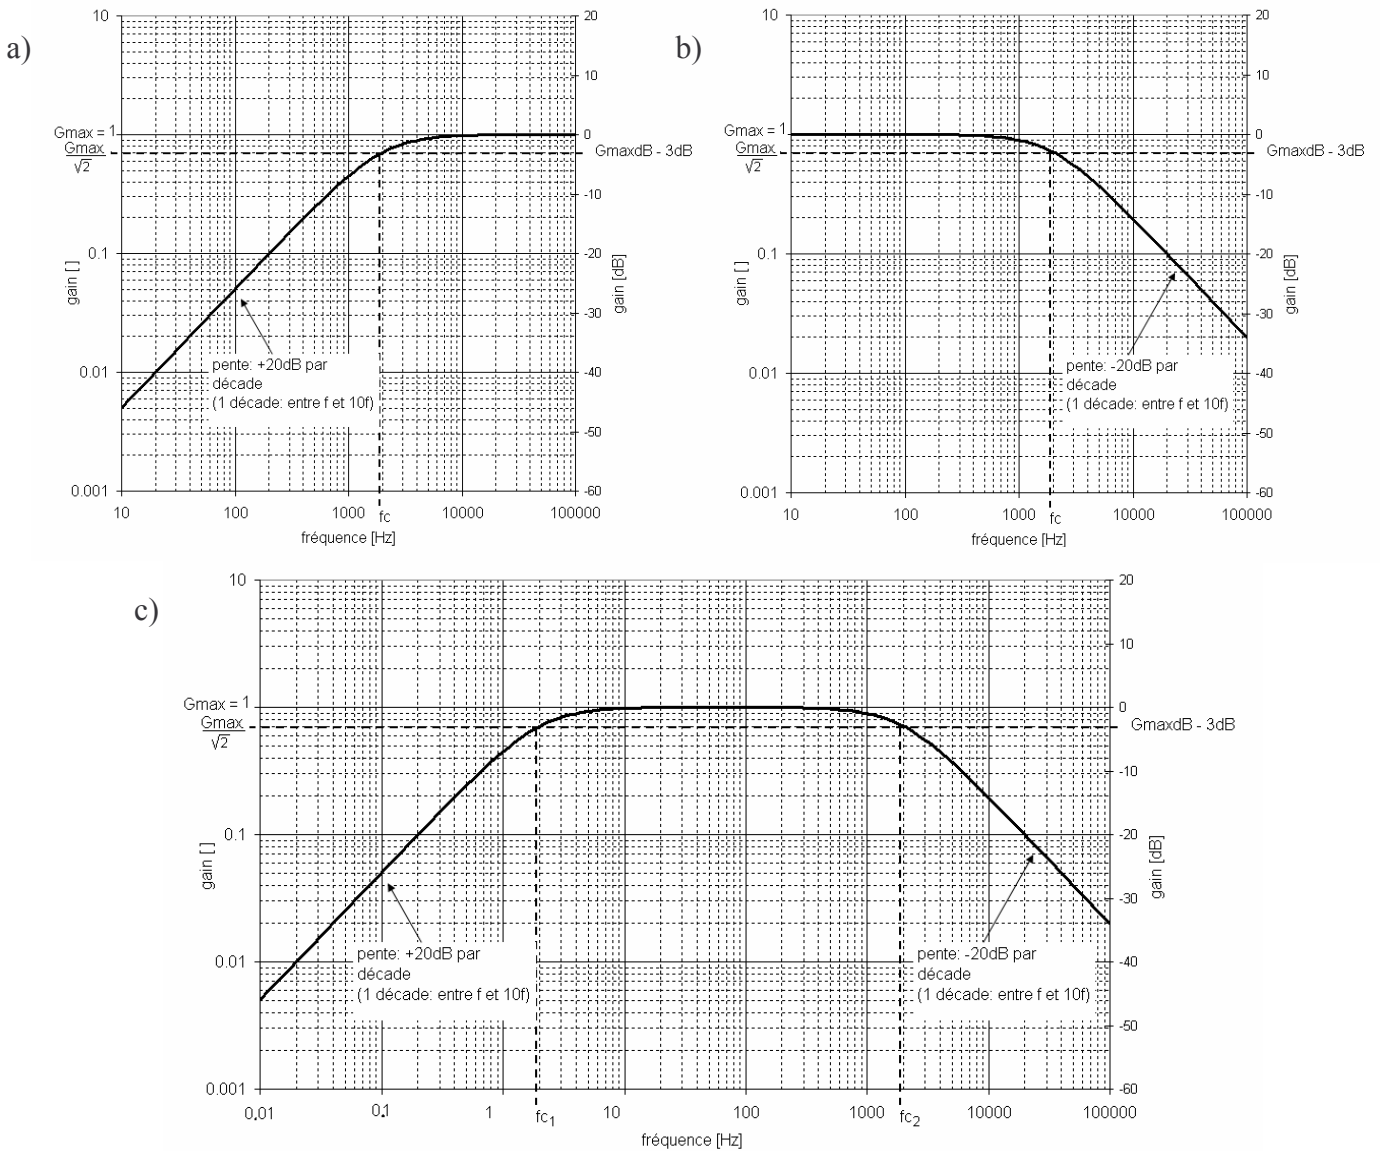 a)
10
20
10
Gmax = 1
0
Gmax
√2
GmaxdB - 3dB
-10
0.1
-20
gain [ ]
gain [dB]
-30
pente: +20dB par
décade
(1 décade: entre f et 10f)
0.01
-40
-50
0.001
-60
10
100
1000
fc
10000
100000
fréquence [Hz]
b)
10
20
10
Gmax = 1
0
Gmax
√2
GmaxdB - 3dB
-10
0.1
-20
gain [ ]
gain [dB]
-30
pente: -20dB par
décade
(1 décade: entre f et 10f)
0.01
-40
-50
0.001
-60
10
100
1000
fc
10000
100000
fréquence [Hz]
c)
10
20
10
Gmax = 1
0
Gmax
√2
GmaxdB - 3dB
-10
0.1
-20
gain [ ]
gain [dB]
-30
pente: +20dB par
décade
(1 décade: entre f et 10f)
pente: -20dB par
décade
(1 décade: entre f et 10f)
0.01
-40
-50
0.001
-60
0.01
0.1
1
fc1
10
100
1000
fc2
10000
100000
fréquence [Hz]